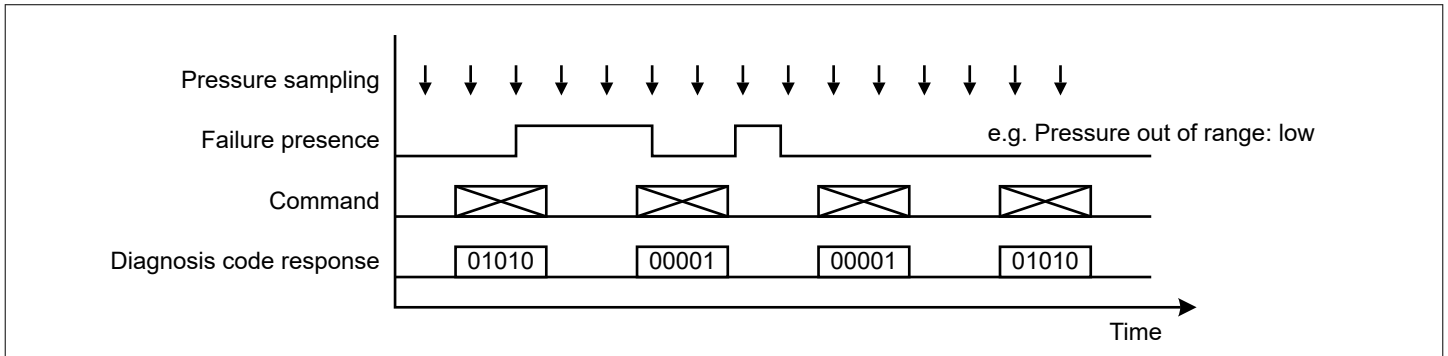 Pressure sampling
Failure presence
e.g. Pressure out of range: low
Command
Diagnosis code response
01010
00001
00001
01010
Time